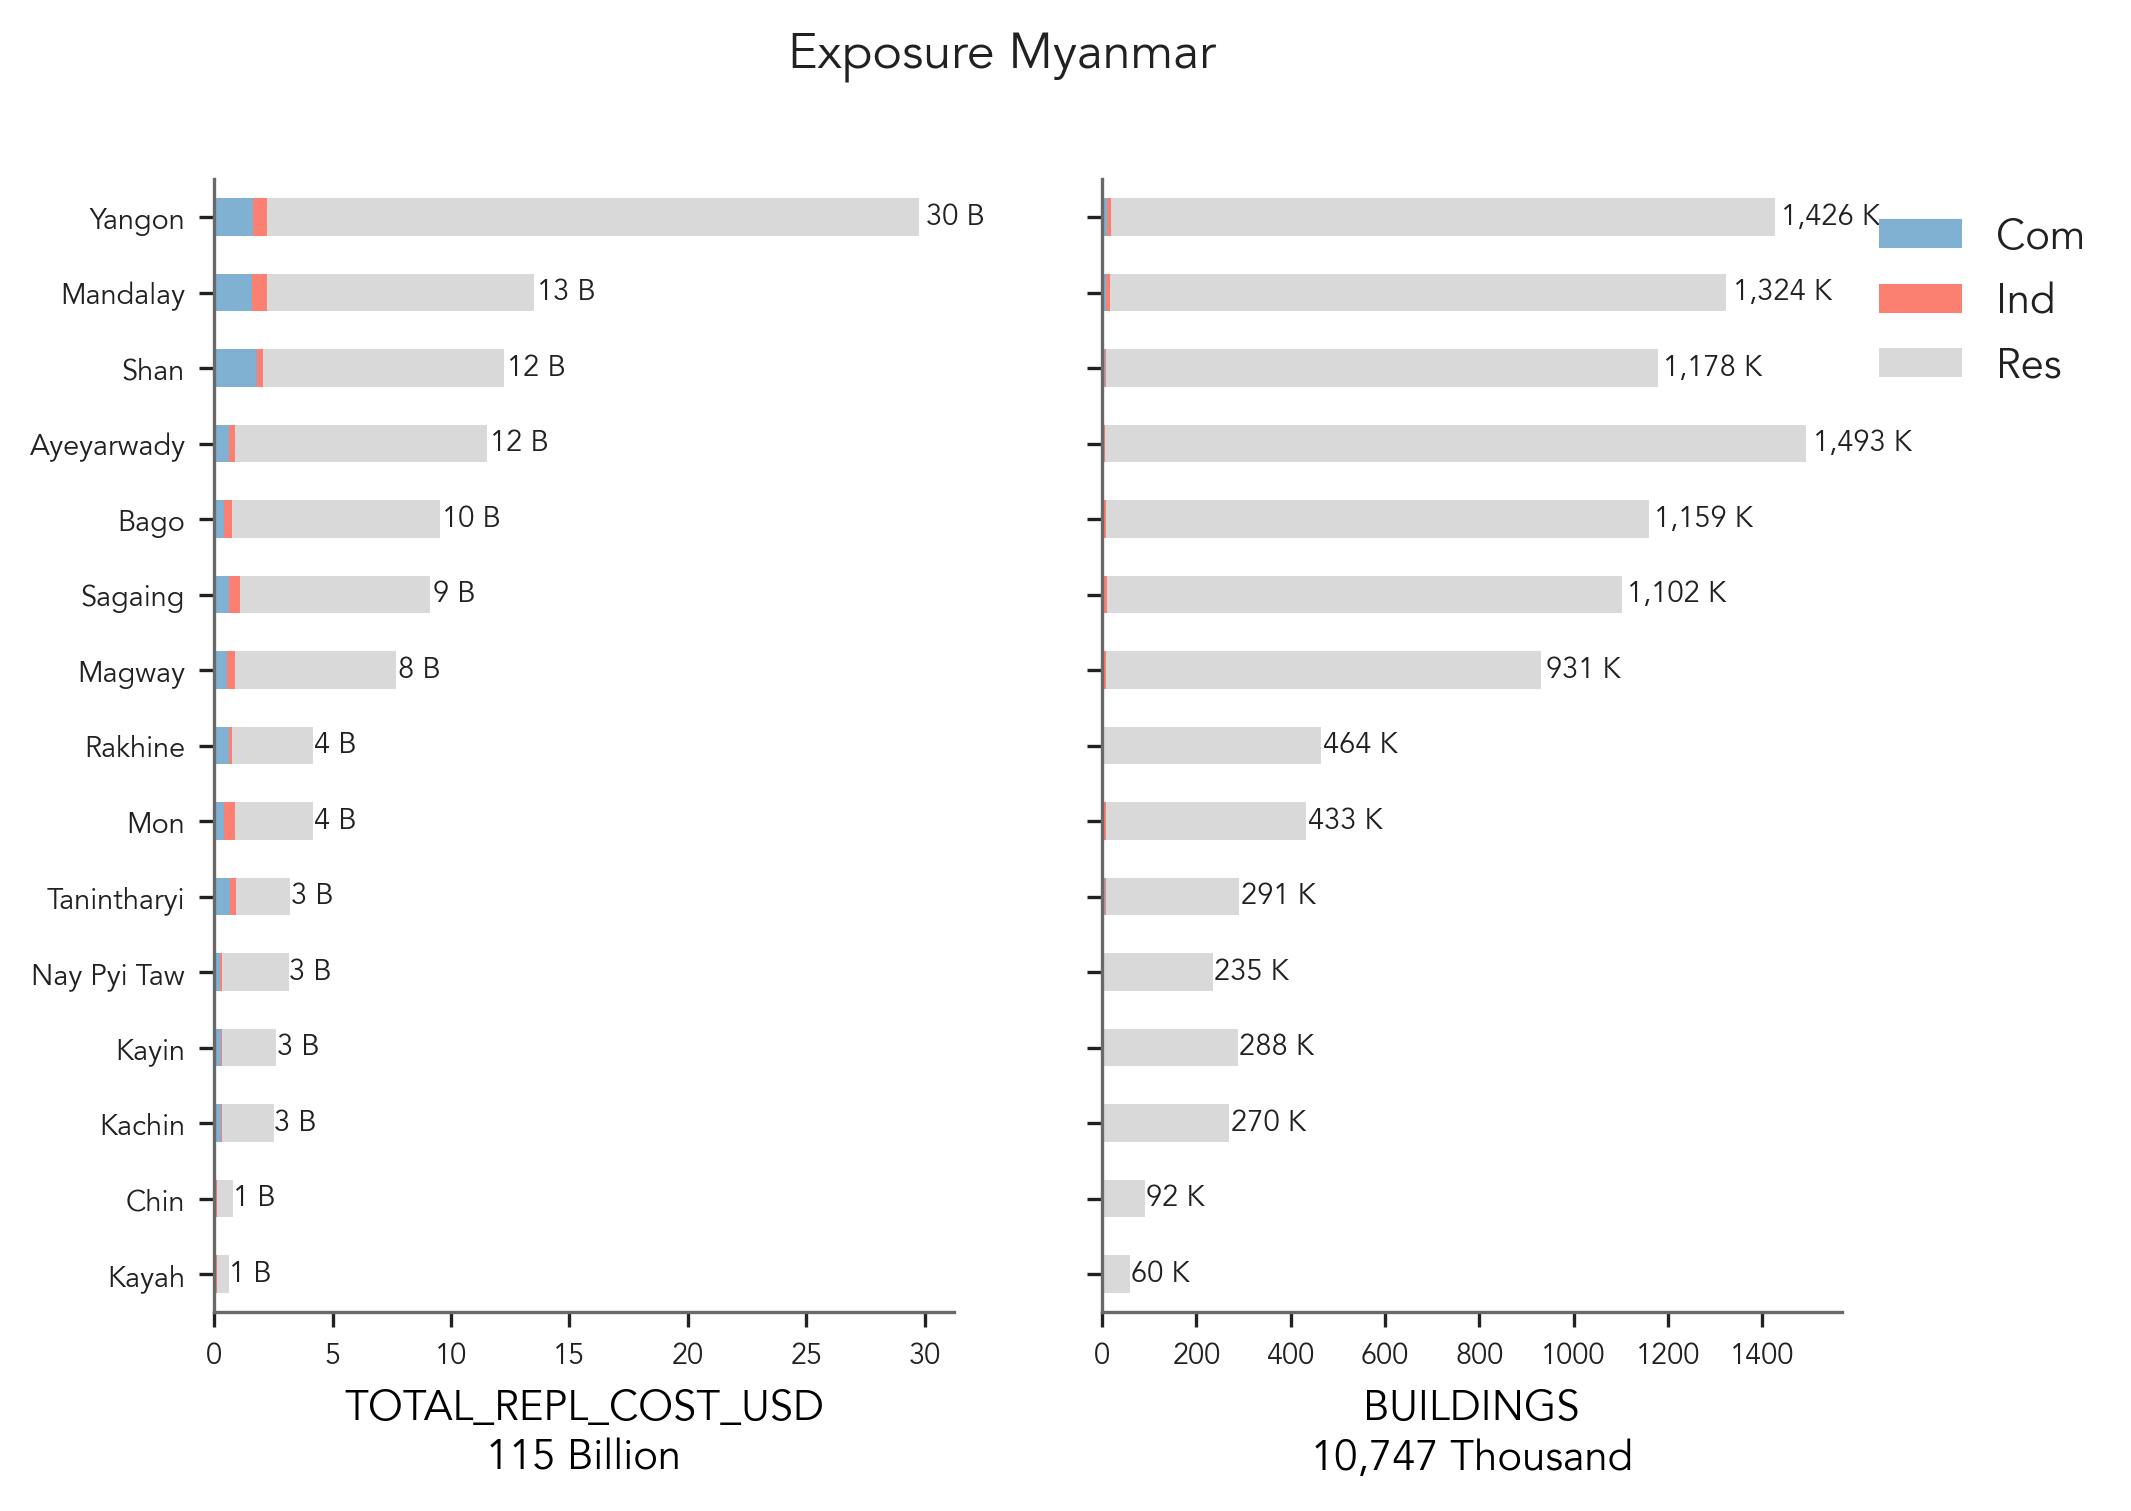 Exposure Myanmar
Yangon
Mandalay
Shan
Ayeyarwady
Bago
Sagaing
Magway
Rakhine
Mon
Tanintharyi
Nay Pyi Taw
Kayin
Kachin
Chin
Kayah
30 B
13 B
12 B
12 B
10 B
9 B
8 B
4 B
4 B
3 B
3 B
3 B
3 B
1 B
1 B
0 5 10 15 20 25 30
TOTAL_REPL_COST_USD
115 Billion
1,426 K
1,324 K
1,178 K
1,493 K
1,159 K
1,102 K
931 K
464 K
433 K
291 K
235 K
288 K
270 K
92 K
60 K
0 200 400 600 800 1000 1200 1400
BUILDINGS
10,747 Thousand
Com
Ind
Res